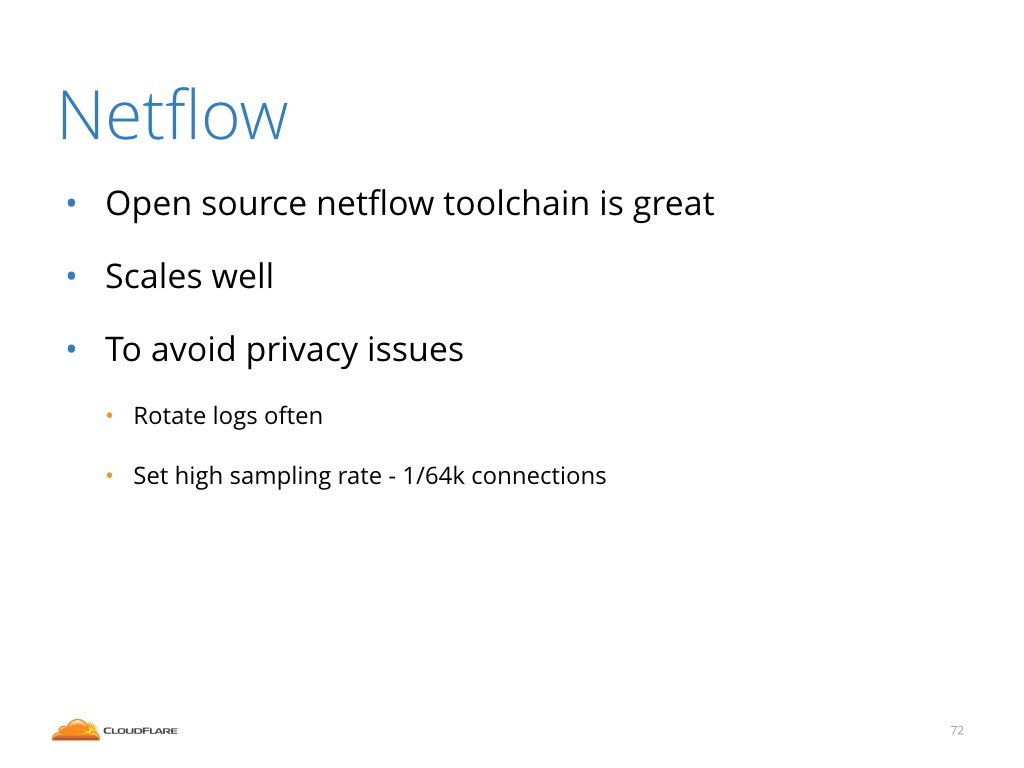 Netflow
• Open source netflow toolchain is great
• Scales well
• To avoid privacy issues
• Rotate logs often
• Set high sampling rate - 1/64k connections
CLOUDFLARE
72